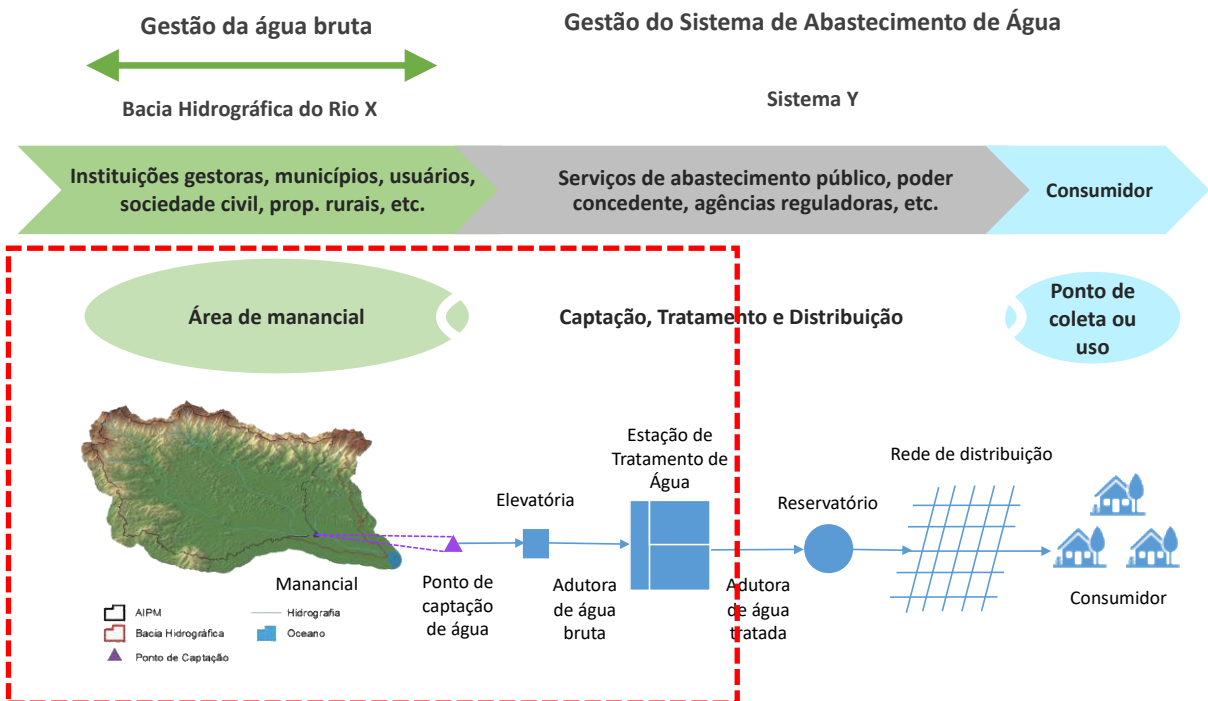 Gestão da água bruta
Gestão do Sistema de Abastecimento de Água
Bacia Hidrográfica do Rio X
Sistema Y
Instituições gestoras, municípios, usuários,
sociedade civil, prop. rurais, etc.
Serviços de abastecimento público, poder
concedente, agências reguladoras, etc.
Consumidor
Área de manancial
Captação, Tratamento e Distribuição
Ponto de
coleta ou
uso
Estação de
Tratamento de
Água
Rede de distribuição
Elevatória
Reservatório
Manancial
Ponto de
captação
de água
Adutora
de água
bruta
Adutora
de água
tratada
Consumidor
AIPM
Hidrografia
Bacia Hidrográfica
Oceano
Ponto de Captação